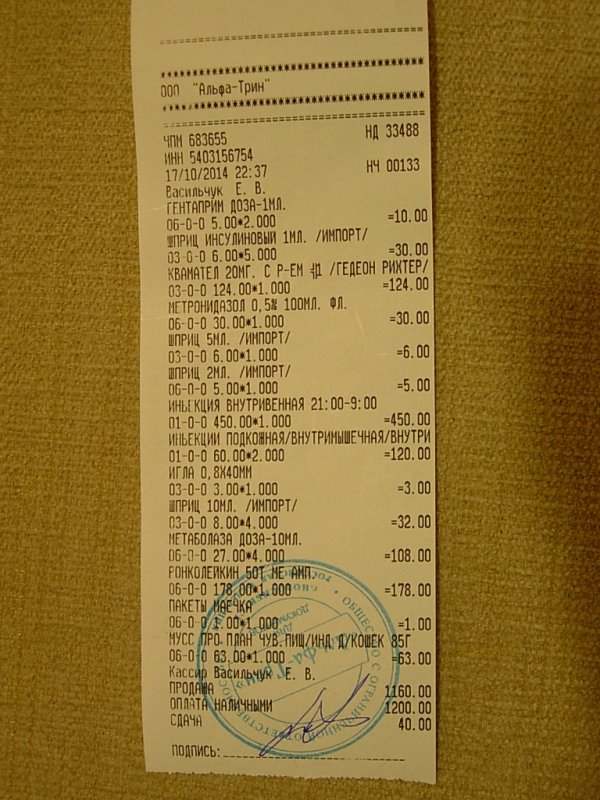 ООО "Альфа-Трин"
ЧПМ 683655 НД 33488
ИНН 5403156754
17/10/2014 22:37 НЧ 00133
Васильчук Е. В.
ГЕНТАПРИМ ДОЗА-1МЛ.
06-0-0 5.00*2.000 =10.00
ШПРИЦ ИНСУЛИНОВЫЙ 1МЛ. /ИМПОРТ/
03-0-0 6.00*5.000 =30.00
КВАМАТЕЛ 20МГ. С Р-ЕМ 1 /ГЕДЕОН РИХТЕР/
03-0-0 124.00*1.000 =124.00
МЕТРОНИДАЗОЛ 0,5% 100МЛ. ФЛ.
06-0-0 30.00*1.000 =30.00
ШПРИЦ 5МЛ. /ИМПОРТ/
03-0-0 6.00*1.000 =6.00
ШПРИЦ 2МЛ. /ИМПОРТ/
06-0-0 5.00*1.000 =5.00
ИНЬЕКЦИЯ ВНУТРИВЕННАЯ 21:00-9:00
01-0-0 450.00*1.000 =450.00
ИНЬЕКЦИИ ПОДКОЖНАЯ/ВНУТРИМЫШЕЧНАЯ/ВНУТРИ
01-0-0 60.00*2.000 =120.00
ИГЛА 0,8Х40ММ
03-0-0 3.00*1.000 =3.00
ШПРИЦ 10МЛ. /ИМПОРТ/
03-0-0 8.00*4.000 =32.00
МЕТАБОЛАЗА ДОЗА-10МЛ.
06-0-0 27.00*4.000 =108.00
РОНКОЛЕЙКИН 50Т.МЕ АМП.
06-0-0 178.00*1.000 =178.00
ПАКЕТЫ МАЕЧКА
06-0-0 1.00*1.000 =1.00
МУСС ПРО ПЛАН ЧУВ.ПИЩ/ИНД Д/КОШЕК 85Г
06-0-0 63.00*1.000 =63.00
Кассир Васильчук Е. В.
ПРОДАЖА 1160.00
ОПЛАТА НАЛИЧНЫМИ 1200.00
СДАЧА 40.00
ПОДПИСЬ:
ОБЩЕСТВО С ОГРАНИЧЕННОЙ ОТВЕТСТВЕННОСТЬЮ
"Альфа-Трин"
ДЛЯ ДОКУМЕНТОВ